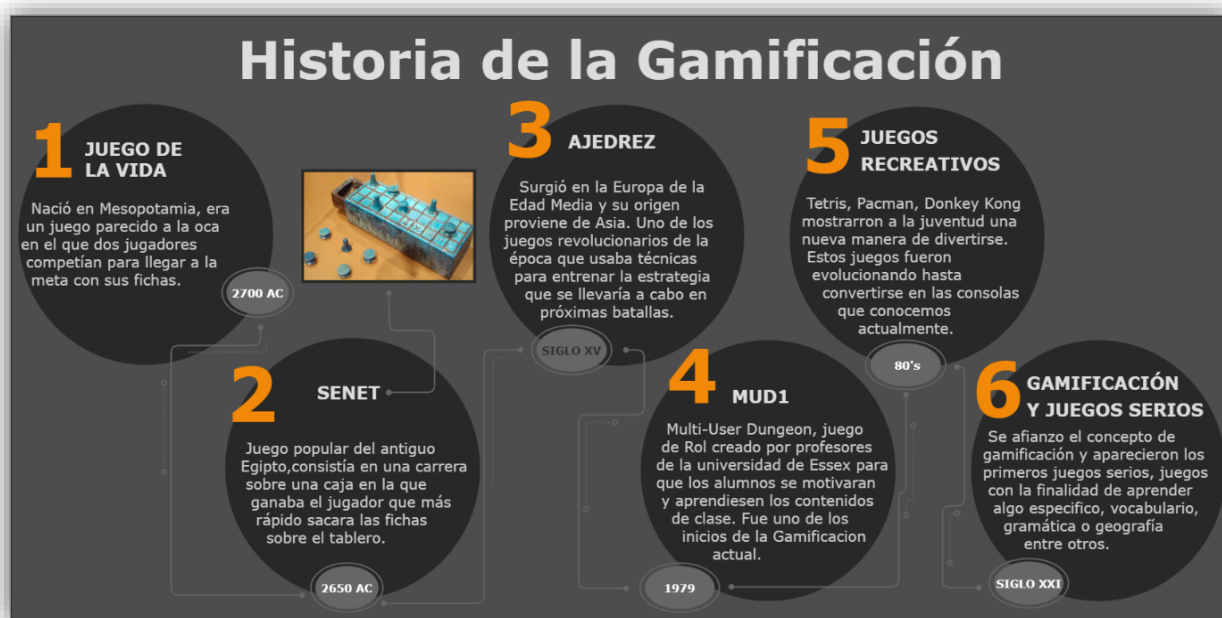 Historia de la Gamificación
1
JUEGO DE
LA VIDA
Nació en Mesopotamia, era
un juego parecido a la oca
en el que dos jugadores
competían para llegar a la
meta con sus fichas.
2700 AC
2
SENET
Juego popular del antiguo
Egipto,consistía en una carrera
sobre una caja en la que
ganaba el jugador que más
rápido sacara las fichas
sobre el tablero.
2650 AC
3
AJEDREZ
Surgió en la Europa de la
Edad Media y su origen
proviene de Asia. Uno de los
juegos revolucionarios de la
época que usaba técnicas
para entrenar la estrategia
que se llevaría a cabo en
próximas batallas.
SIGLO XV
4
MUD1
Multi-User Dungeon, juego
de Rol creado por profesores
de la universidad de Essex para
que los alumnos se motivaran
y aprendiesen los contenidos
de clase. Fue uno de los
inicios de la Gamificacion
actual.
1979
5
JUEGOS
RECREATIVOS
Tetris, Pacman, Donkey Kong
mostrarron a la juventud una
nueva manera de divertirse.
Estos juegos fueron
evolucionando hasta
convertirse en las consolas
que conocemos
actualmente.
80's
6
GAMIFICACIÓN
Y JUEGOS SERIOS
Se afianzo el concepto de
gamificación y aparecieron los
primeros juegos serios, juegos
con la finalidad de aprender
algo especifico, vocabulario,
gramática o geografía
entre otros.
SIGLO XXI